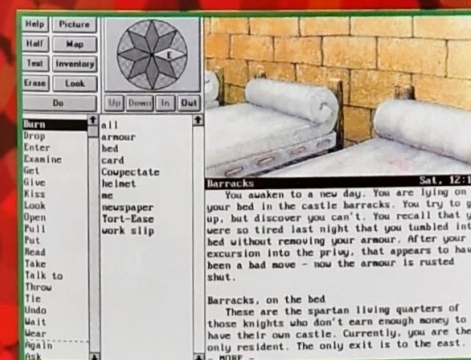 Help Picture
Half Map
Text Inventory
Erase Look
Do
E
Up Down In Out
Burn
Drop
Enter
Examine
Get
Give
Kiss
Look
Open
Pull
Put
Read
Take
Talk to
Throw
Tie
Undo
Wait
Wear
Again
Ask
all
armour
bed
card
Cowpectate
helmet
me
newspaper
Tort-Ease
work slip
Barracks Sat, 12:1
You awaken to a new day. You are lying on
your bed in the castle barracks. You try to g
up, but discover you can't. You recall that y
were so tired last night that you tumbled int
bed without removing your armour. After your
excursion into the privy, that appears to hav
been a bad move - now the armour is rusted
shut.
Barracks, on the bed
These are the spartan living quarters of
those knights who don't earn enough money to
have their own castle. Currently, you are the
only resident. The only exit is to the east.
- MORE -